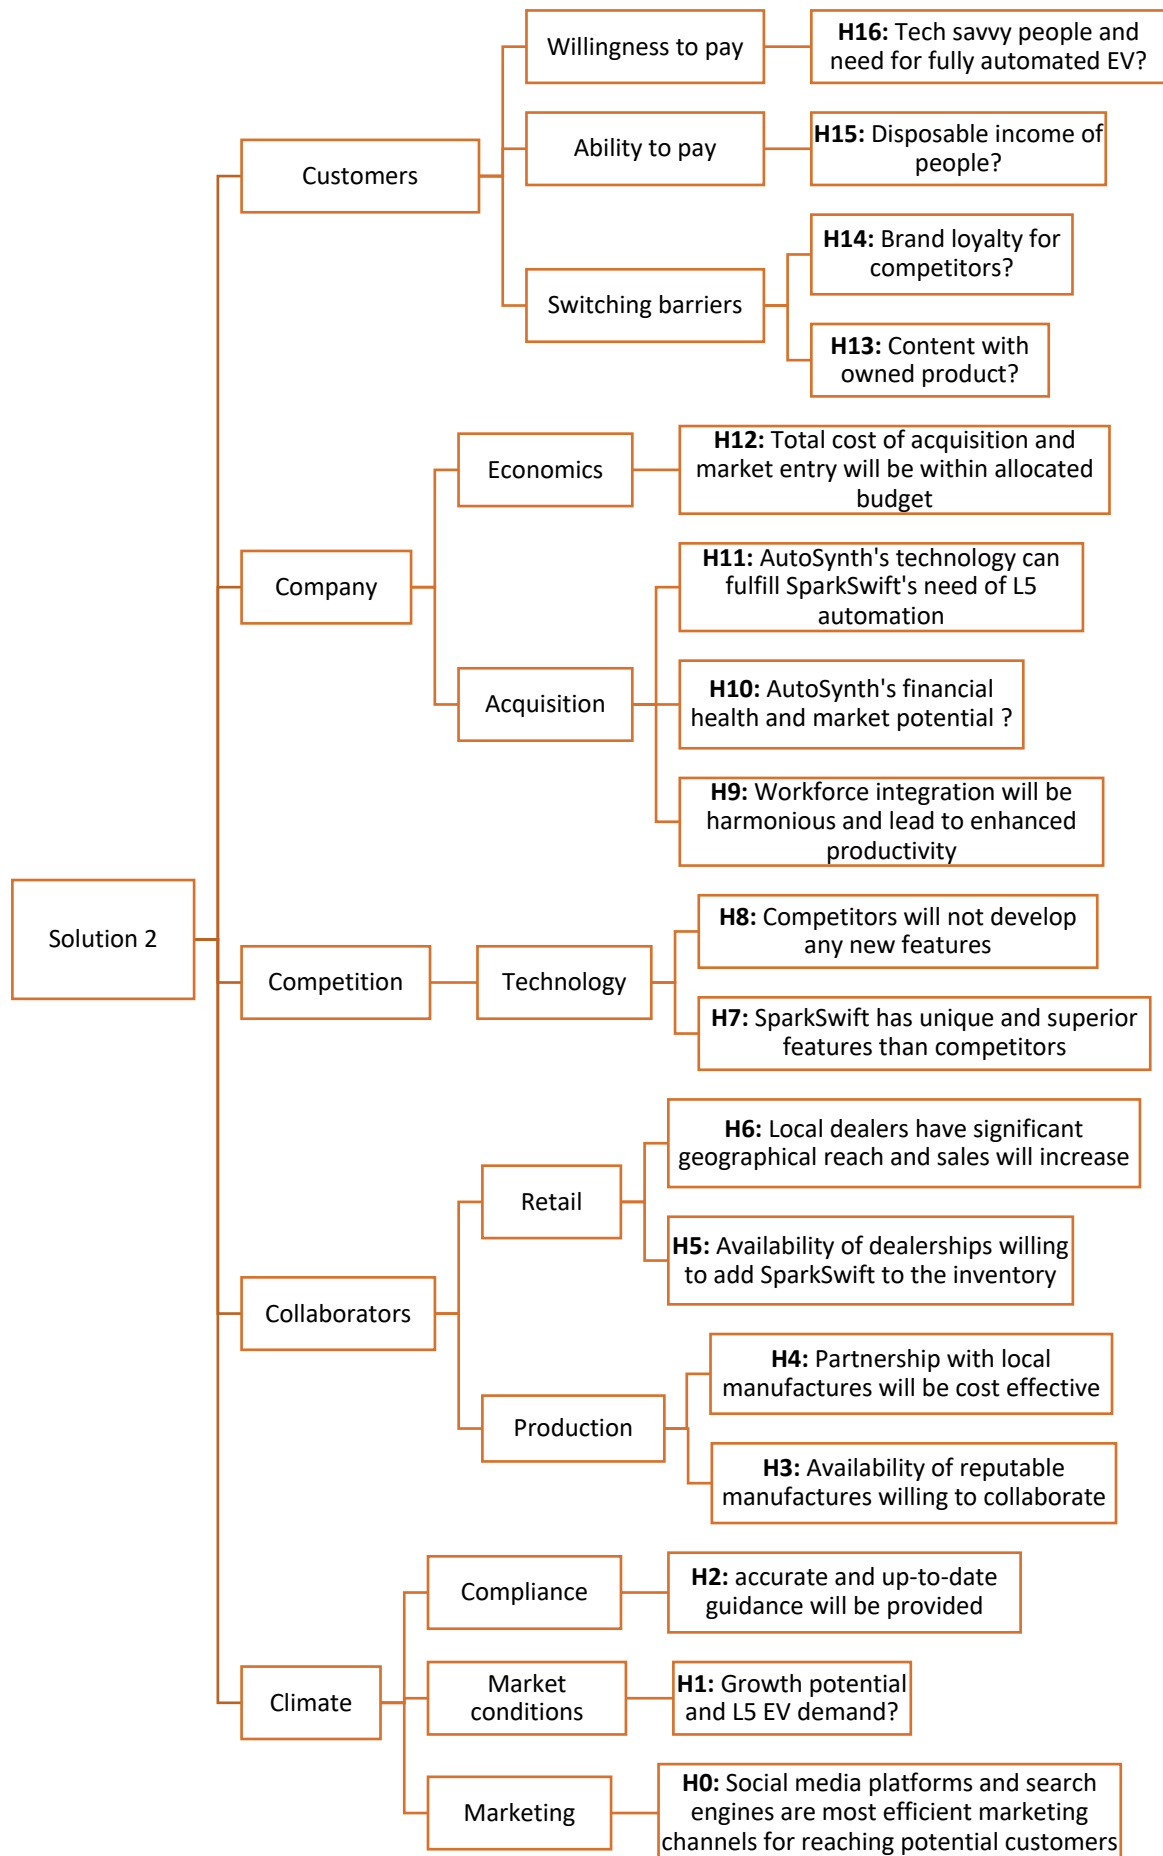 Willingness to pay
H16: Tech savvy people and
need for fully automated EV?
Ability to pay
H15: Disposable income of
people?
Customers
H14: Brand loyalty for
competitors?
Switching barriers
H13: Content with
owned product?
Economics
H12: Total cost of acquisition and
market entry will be within allocated
budget
Company
H11: AutoSynth's technology can
fulfill SparkSwift's need of L5
automation
Acquisition
H10: AutoSynth's financial
health and market potential ?
H9: Workforce integration will be
harmonious and lead to enhanced
productivity
Solution 2
Competition
Technology
H8: Competitors will not develop
any new features
H7: SparkSwift has unique and superior
features than competitors
Collaborators
Retail
H6: Local dealers have significant
geographical reach and sales will increase
H5: Availability of dealerships willing
to add SparkSwift to the inventory
Production
H4: Partnership with local
manufactures will be cost effective
H3: Availability of reputable
manufactures willing to collaborate
Climate
Compliance
H2: accurate and up-to-date
guidance will be provided
Market
conditions
H1: Growth potential
and L5 EV demand?
Marketing
H0: Social media platforms and search
engines are most efficient marketing
channels for reaching potential customers